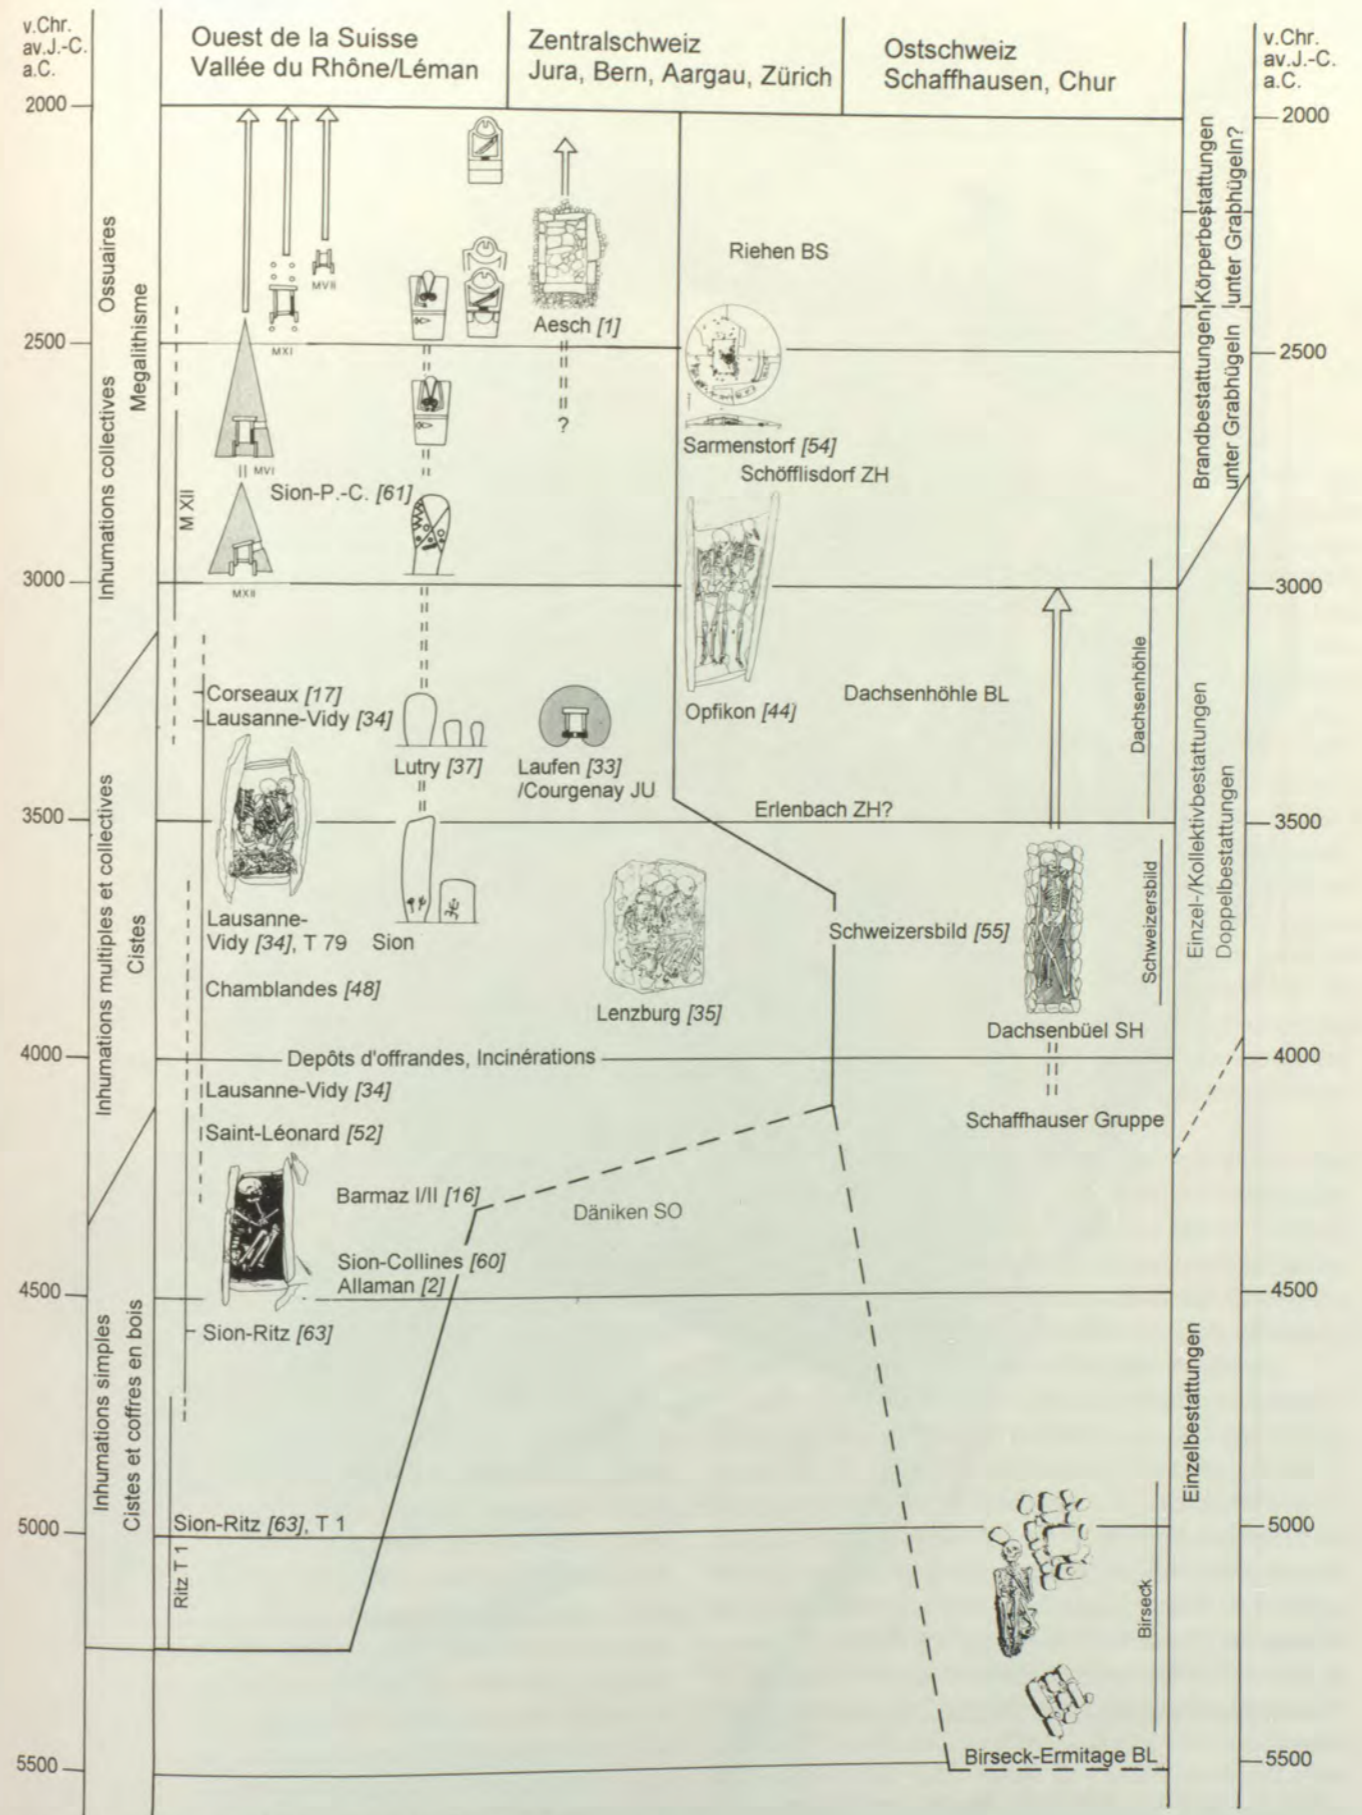 v.Chr.
av.J.-C.
a.C.
Ouest de la Suisse
Vallée du Rhône/Léman
Zentralschweiz
Jura, Bern, Aargau, Zürich
Ostschweiz
Schaffhausen, Chur
v.Chr.
av.J.-C.
a.C.
2000
2500
3000
3500
4000
4500
5000
5500
Ossuaires
Megalithisme
Inhumations collectives
Inhumations multiples et collectives
Cistes
Inhumations simples
Cistes et coffres en bois
M XII
Ritz T 1
MVII
MXI
MVI
Sion-P.-C. [61]
MXII
Corseaux [17]
Lausanne-Vidy [34]
Lutry [37]
Lausanne-
Vidy [34], T 79
Sion
Chamblandes [48]
Depôts d'offrandes, Incinérations
Lausanne-Vidy [34]
Saint-Léonard [52]
Barmaz I/II [16]
Sion-Collines [60]
Allaman [2]
Sion-Ritz [63]
Sion-Ritz [63], T 1
Aesch [1]
?
Laufen [33]
/Courgenay JU
Lenzburg [35]
Däniken SO
Riehen BS
Sarmenstorf [54]
Schöfflisdorf ZH
Opfikon [44]
Dachsenhöhle BL
Erlenbach ZH?
Schweizersbild [55]
Dachsenbüel SH
Schaffhauser Gruppe
Birseck-Ermitage BL
Dachsenhöhle
Schweizersbild
Birseck
Körperbestattungen
unter Grabhügeln?
Brandbestattungen
unter Grabhügeln
Einzel-/Kollektivbestattungen
Doppelbestattungen
Einzelbestattungen
2000
2500
3000
3500
4000
4500
5000
5500